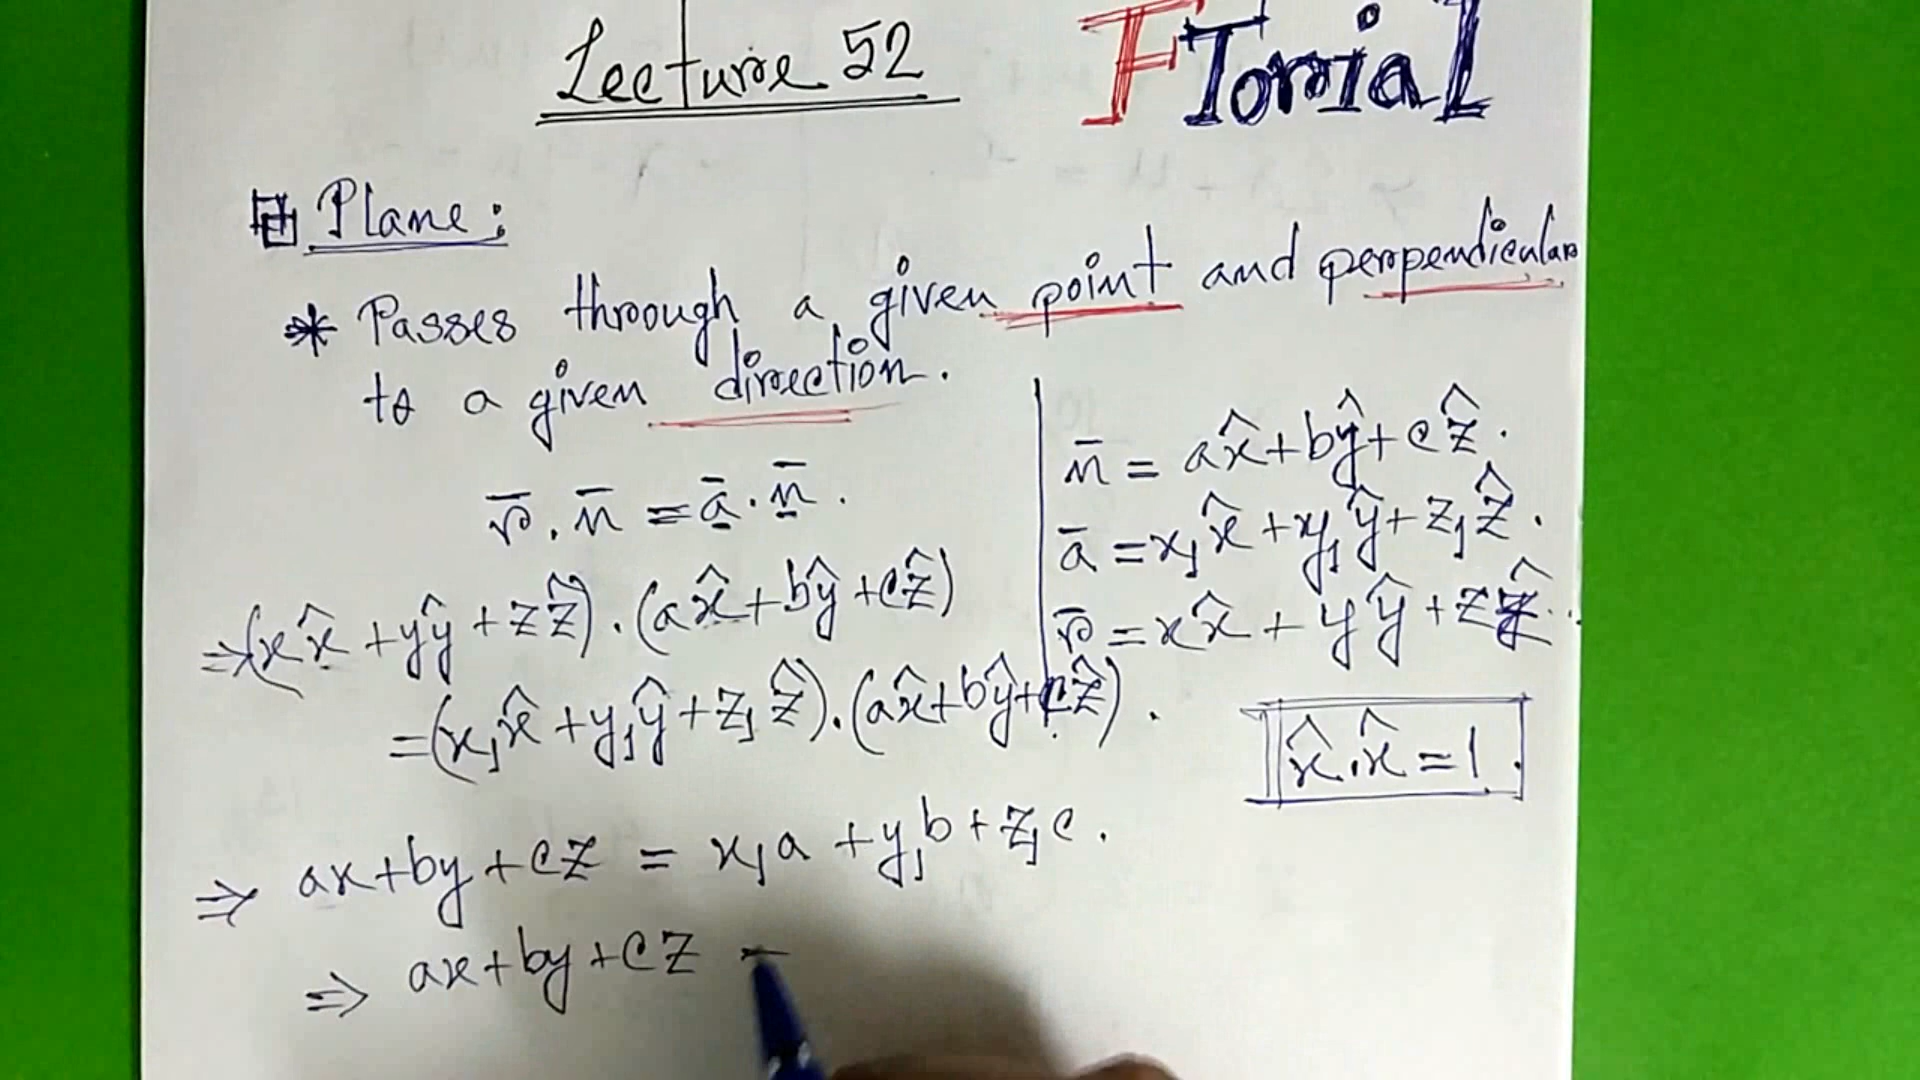 Lecture 52
FTorial
Plane:
* Passes through a given point and perpendicular
to a given direction.
r̄ . n̄ = ā . n̄ .
⇒(xx̂ + yŷ + zẑ) . (ax̂ + bŷ + cẑ)
=(x₁x̂ + y₁ŷ + z₁ẑ) . (ax̂ + bŷ + cẑ) .
⇒ ax + by + cz = x₁a + y₁b + z₁c .
⇒ ax + by + cz =
n̄ = ax̂ + bŷ + cẑ .
ā = x₁x̂ + y₁ŷ + z₁ẑ .
r̄ = xx̂ + yŷ + zẑ .
x̂ . x̂ = 1 .